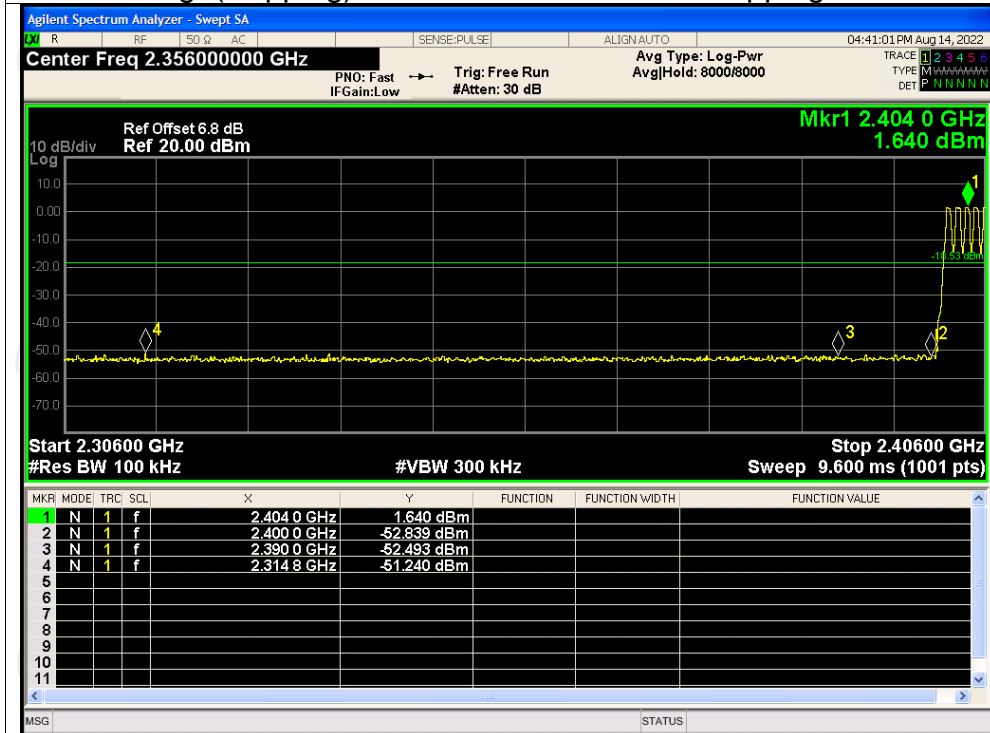 Agilent Spectrum Analyzer - Swept SA
LXI R RF 50 Ω AC SENSE:PULSE ALIGNAUTO 04:41:01 PM Aug 14, 2022
Center Freq 2.356000000 GHz
PNO: Fast
IFGain:Low
Trig: Free Run
#Atten: 30 dB
Avg Type: Log-Pwr
Avg|Hold: 8000/8000
TRACE 1 2 3 4 5 6
TYPE M
DET P N N N N N
Mkr1 2.404 0 GHz
1.640 dBm
Ref Offset 6.8 dB
10 dB/div Ref 20.00 dBm
Log
10.0
0.00
-10.0
-20.0
-30.0
-40.0
-50.0
-60.0
-70.0
1
-18.53 dBm
4
3
2
Start 2.30600 GHz Stop 2.40600 GHz
#Res BW 100 kHz #VBW 300 kHz Sweep 9.600 ms (1001 pts)
MKR MODE TRC SCL X Y FUNCTION FUNCTION WIDTH FUNCTION VALUE
1 N 1 f 2.404 0 GHz 1.640 dBm
2 N 1 f 2.400 0 GHz -52.839 dBm
3 N 1 f 2.390 0 GHz -52.493 dBm
4 N 1 f 2.314 8 GHz -51.240 dBm
5
6
7
8
9
10
11
MSG STATUS